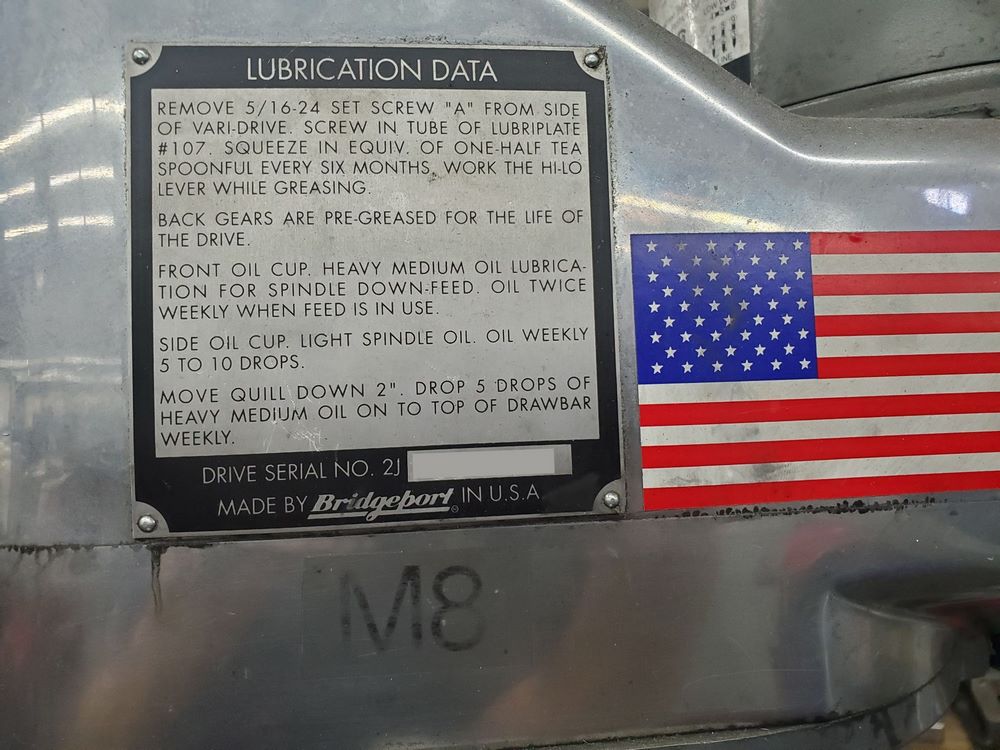 LUBRICATION DATA
REMOVE 5/16-24 SET SCREW "A" FROM SIDE
OF VARI-DRIVE. SCREW IN TUBE OF LUBRIPLATE
#107. SQUEEZE IN EQUIV. OF ONE-HALF TEA
SPOONFUL EVERY SIX MONTHS, WORK THE HI-LO
LEVER WHILE GREASING.
BACK GEARS ARE PRE-GREASED FOR THE LIFE OF
THE DRIVE.
FRONT OIL CUP. HEAVY MEDIUM OIL LUBRICA-
TION FOR SPINDLE DOWN-FEED. OIL TWICE
WEEKLY WHEN FEED IS IN USE.
SIDE OIL CUP. LIGHT SPINDLE OIL. OIL WEEKLY
5 TO 10 DROPS.
MOVE QUILL DOWN 2". DROP 5 DROPS OF
HEAVY MEDIUM OIL ON TO TOP OF DRAWBAR
WEEKLY.
DRIVE SERIAL NO. 2J
MADE BY Bridgeport® IN U.S.A
M8